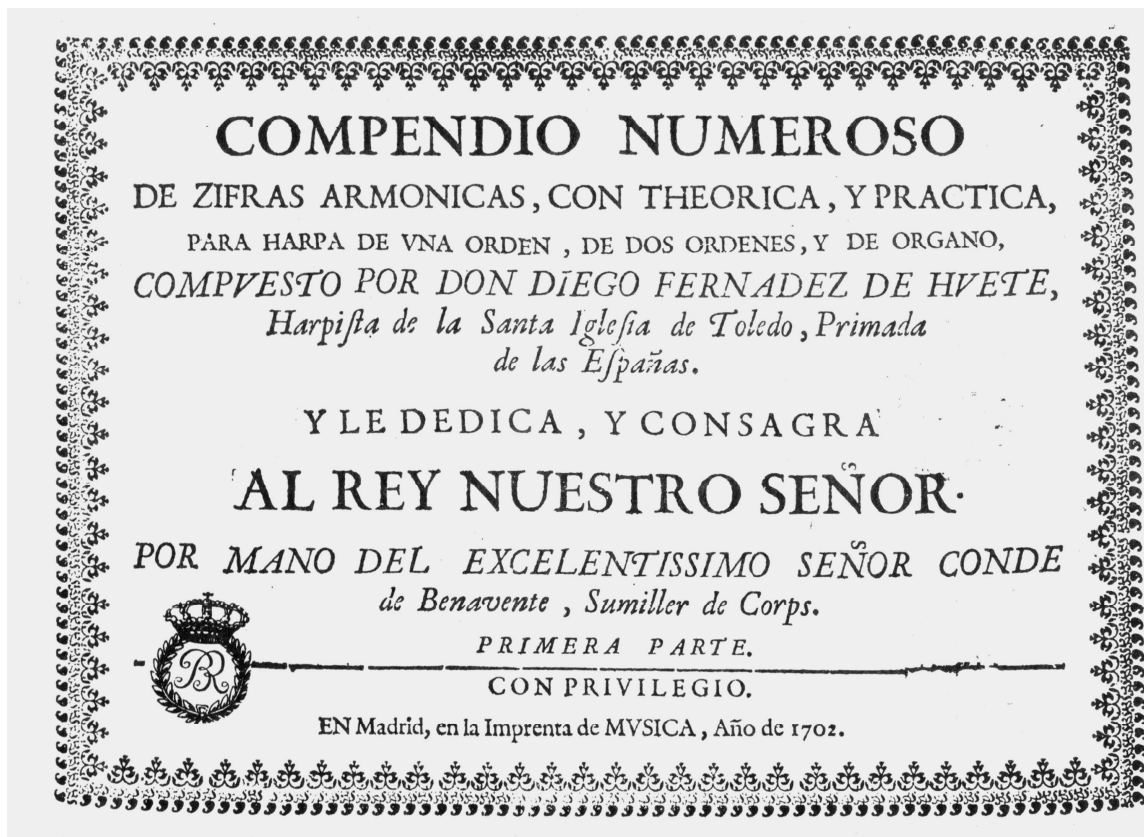 COMPENDIO NUMEROSO
DE ZIFRAS ARMONICAS, CON THEORICA, Y PRACTICA,
PARA HARPA DE VNA ORDEN, DE DOS ORDENES, Y DE ORGANO,
COMPVESTO POR DON DIEGO FERNADEZ DE HVETE,
Harpiſta de la Santa Igleſia de Toledo, Primada
de las Eſpañas.
Y LE DEDICA, Y CONSAGRA
AL REY NUESTRO SEÑOR.
POR MANO DEL EXCELENTISSIMO SEÑOR CONDE
de Benavente, Sumiller de Corps.
PRIMERA PARTE.
BR
CON PRIVILEGIO.
EN Madrid, en la Imprenta de MVSICA, Año de 1702.